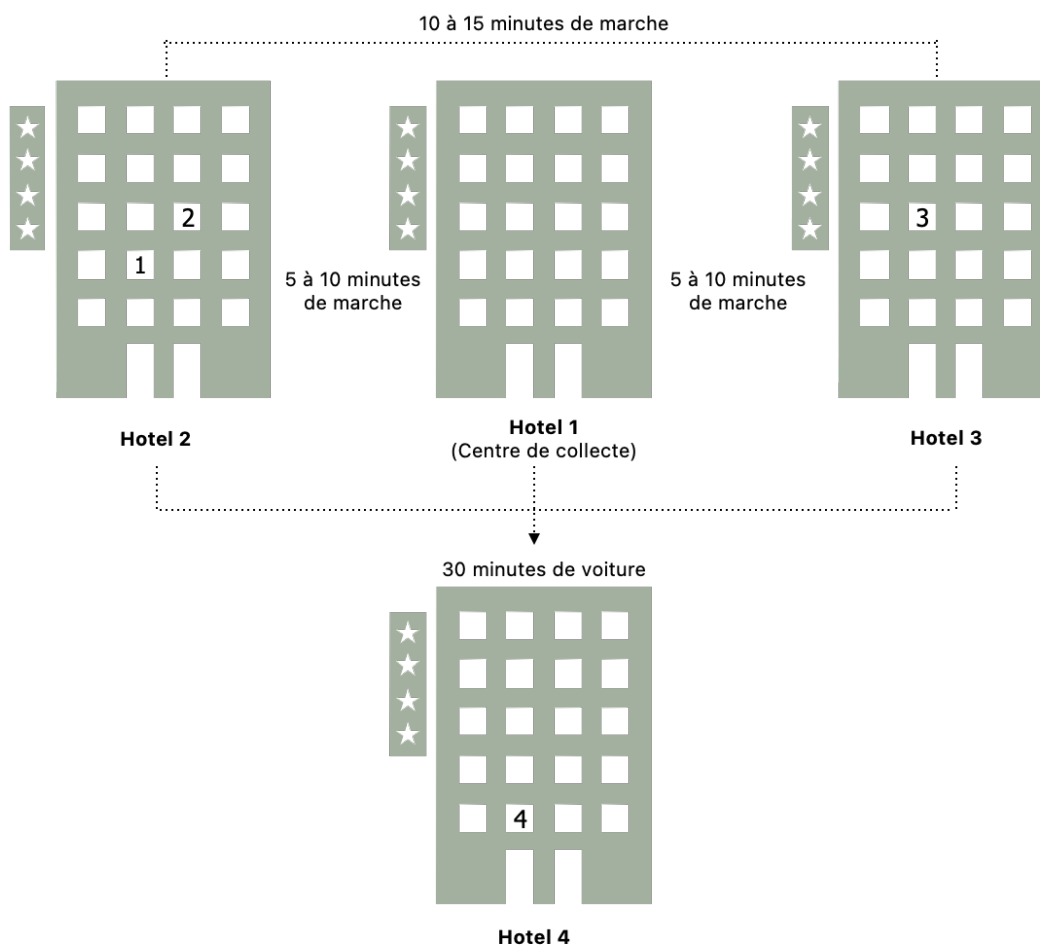 10 à 15 minutes de marche
2
3
1
5 à 10 minutes
de marche
5 à 10 minutes
de marche
Hotel 2
Hotel 1
(Centre de collecte)
Hotel 3
30 minutes de voiture
4
Hotel 4